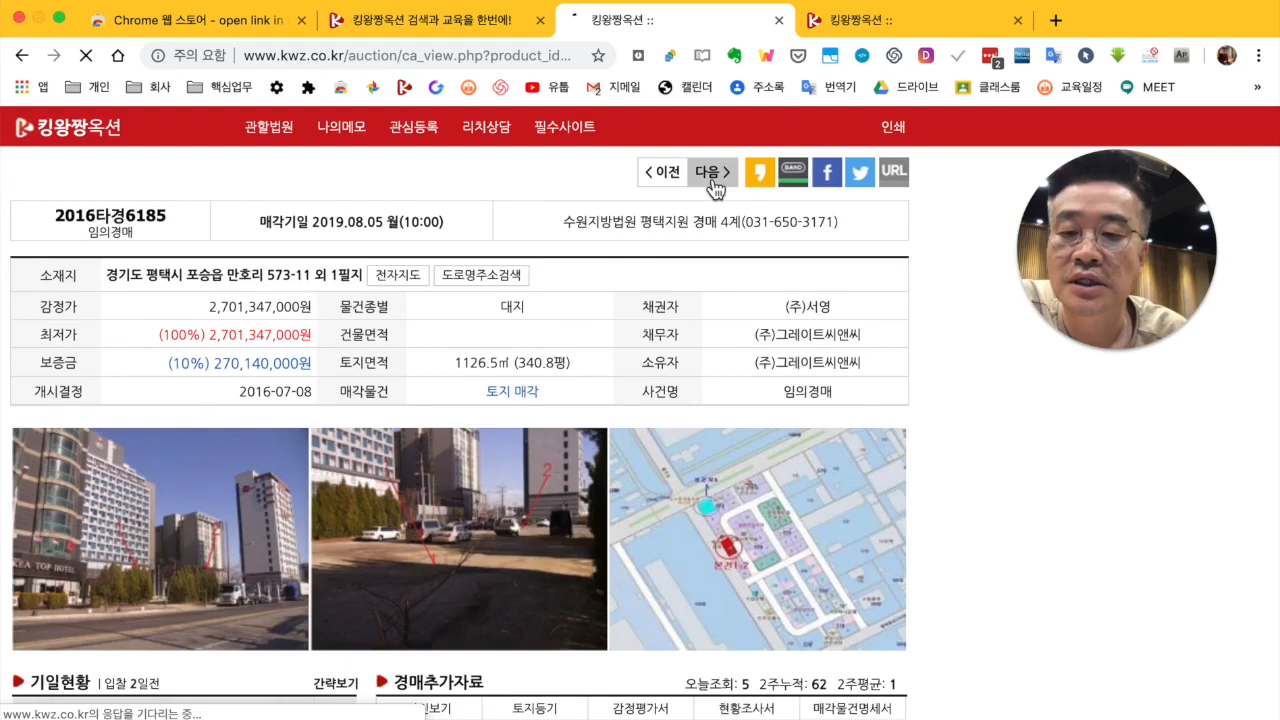 Chrome 웹 스토어 - open link in
킹왕짱옥션 검색과 교육을 한번에!
킹왕짱옥션 ::
킹왕짱옥션 ::
주의 요함 www.kwz.co.kr/auction/ca_view.php?product_id...
앱 개인 회사 핵심업무 유튭 지메일 캘린더 주소록 번역기 드라이브 클래스룸 교육일정 MEET »
킹왕짱옥션 관할법원 나의메모 관심등록 리치상담 필수사이트 인쇄
< 이전 다음 > BAND URL
2016타경6185
임의경매
매각기일 2019.08.05 월(10:00)
수원지방법원 평택지원 경매 4계(031-650-3171)
소재지 경기도 평택시 포승읍 만호리 573-11 외 1필지 전자지도 도로명주소검색
감정가 2,701,347,000원 물건종별 대지 채권자 (주)서영
최저가 (100%) 2,701,347,000원 건물면적 채무자 (주)그레이트씨앤씨
보증금 (10%) 270,140,000원 토지면적 1126.5㎡ (340.8평) 소유자 (주)그레이트씨앤씨
개시결정 2016-07-08 매각물건 토지 매각 사건명 임의경매
KEA TOP HOTEL
1 2
본건1,2
기일현황 | 입찰 2일전 간략보기
경매추가자료 오늘조회: 5 2주누적: 62 2주평균: 1
토지등기 감정평가서 현황조사서 매각물건명세서
www.kwz.co.kr의 응답을 기다리는 중...